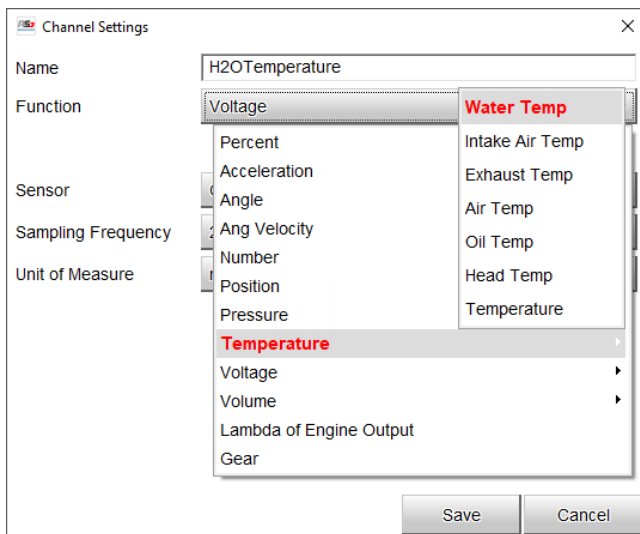 Channel Settings
Name
H2OTemperature
Function
Voltage
Water Temp
Intake Air Temp
Exhaust Temp
Air Temp
Oil Temp
Head Temp
Temperature
Percent
Acceleration
Angle
Ang Velocity
Number
Position
Pressure
Temperature
Voltage
Volume
Lambda of Engine Output
Gear
Sensor
Sampling Frequency
Unit of Measure
Save
Cancel